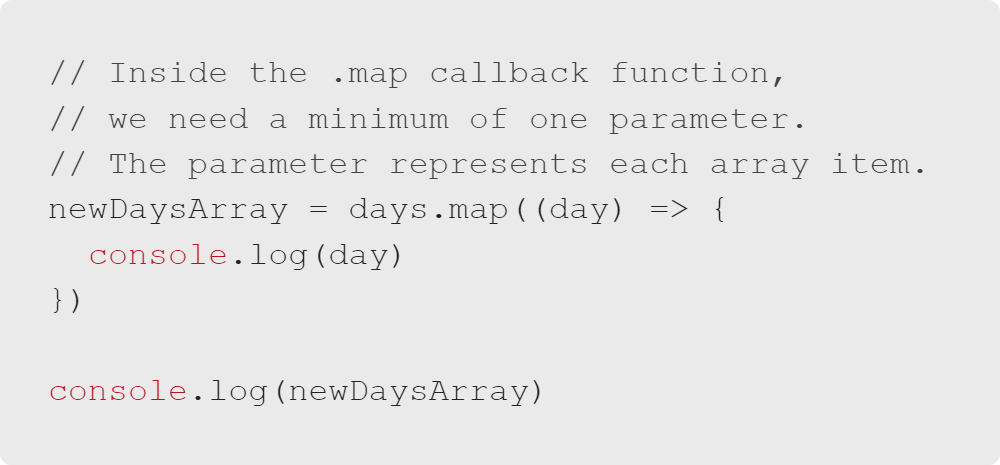 // Inside the .map callback function,
// we need a minimum of one parameter.
// The parameter represents each array item.
newDaysArray = days.map((day) => {
  console.log(day)
})

console.log(newDaysArray)